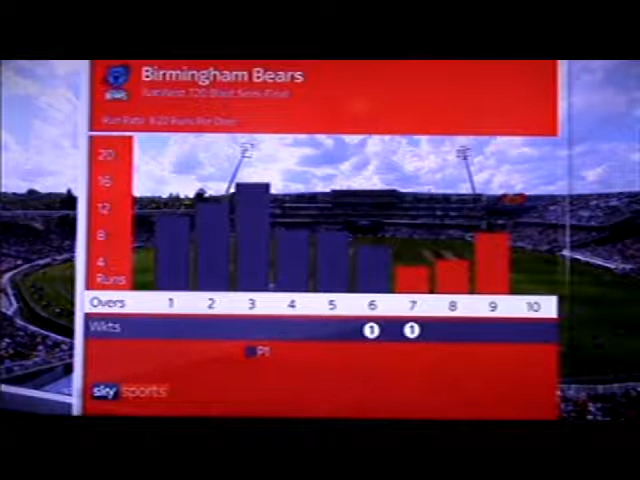 Birmingham Bears
NatWest T20 Blast Semi-Final
BEARS
Run Rate 8.22 Runs Per Over
20
16
12
8
4
Runs
Overs 1 2 3 4 5 6 7 8 9 10
Wkts 1 1
P1
sky sports